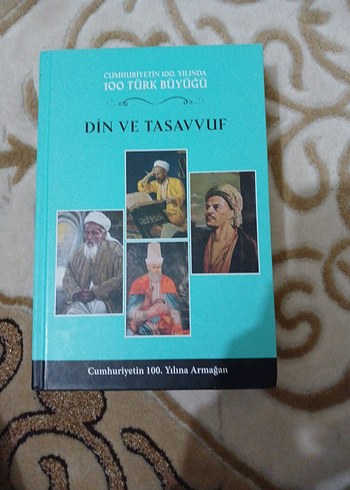 CUMHURİYETİN 100. YILINDA
100 TÜRK BÜYÜĞÜ
DİN VE TASAVVUF
Cumhuriyetin 100. Yılına Armağan